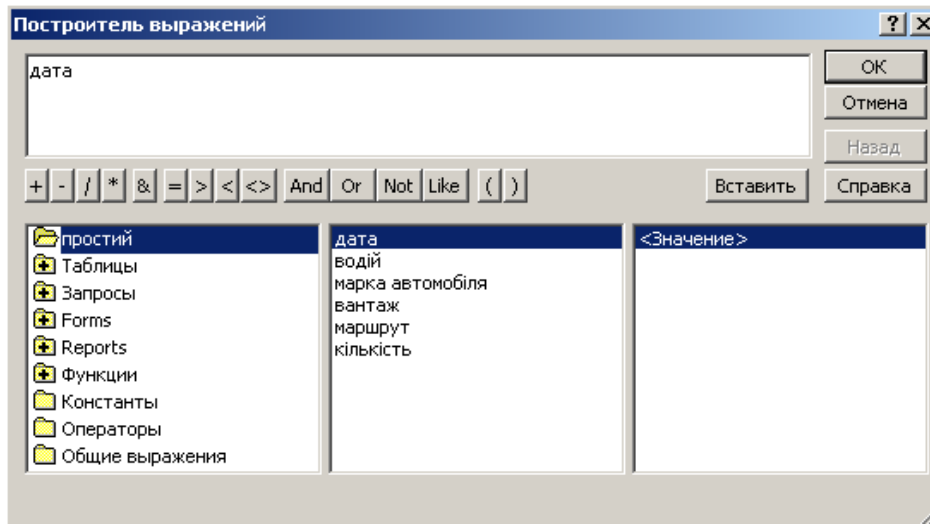 Построитель выражений
? X
дата
ОК
Отмена
Назад
+ - / * & = > < <> And Or Not Like ( ) Вставить Справка
простий
Таблицы
Запросы
Forms
Reports
Функции
Константы
Операторы
Общие выражения
дата
водій
марка автомобіля
вантаж
маршрут
кількість
<Значение>